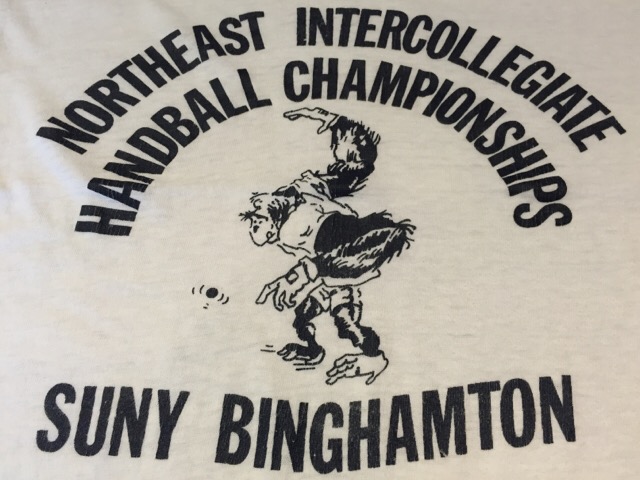 NORTHEAST INTERCOLLEGIATE
HANDBALL CHAMPIONSHIPS
SUNY BINGHAMTON